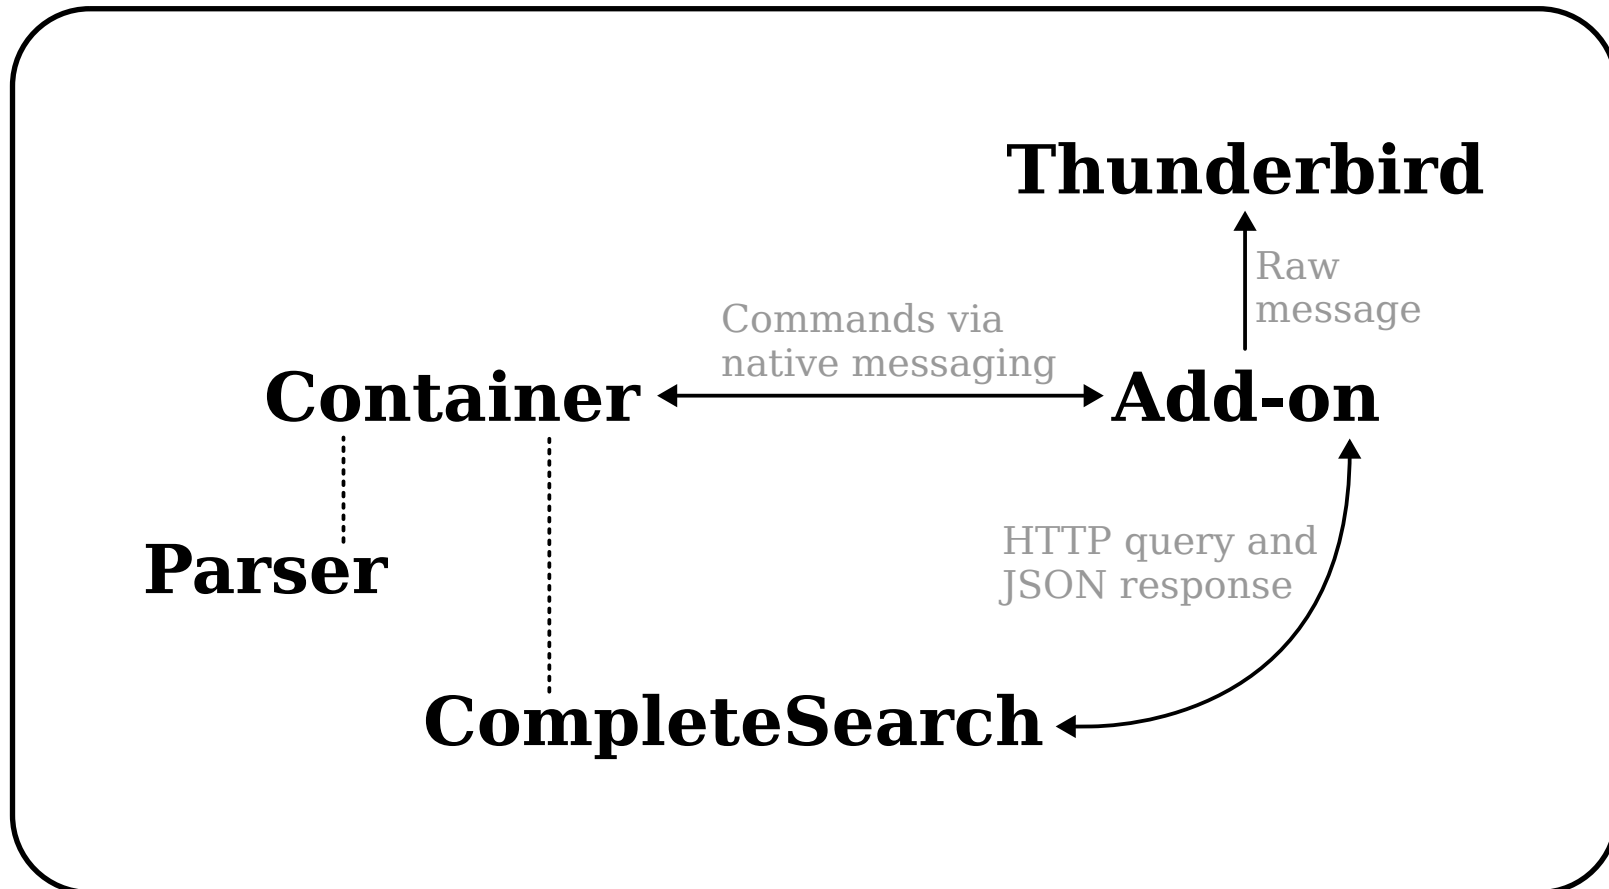 Thunderbird
Raw
message
Commands via
native messaging
Container
Add-on
HTTP query and
JSON response
Parser
CompleteSearch